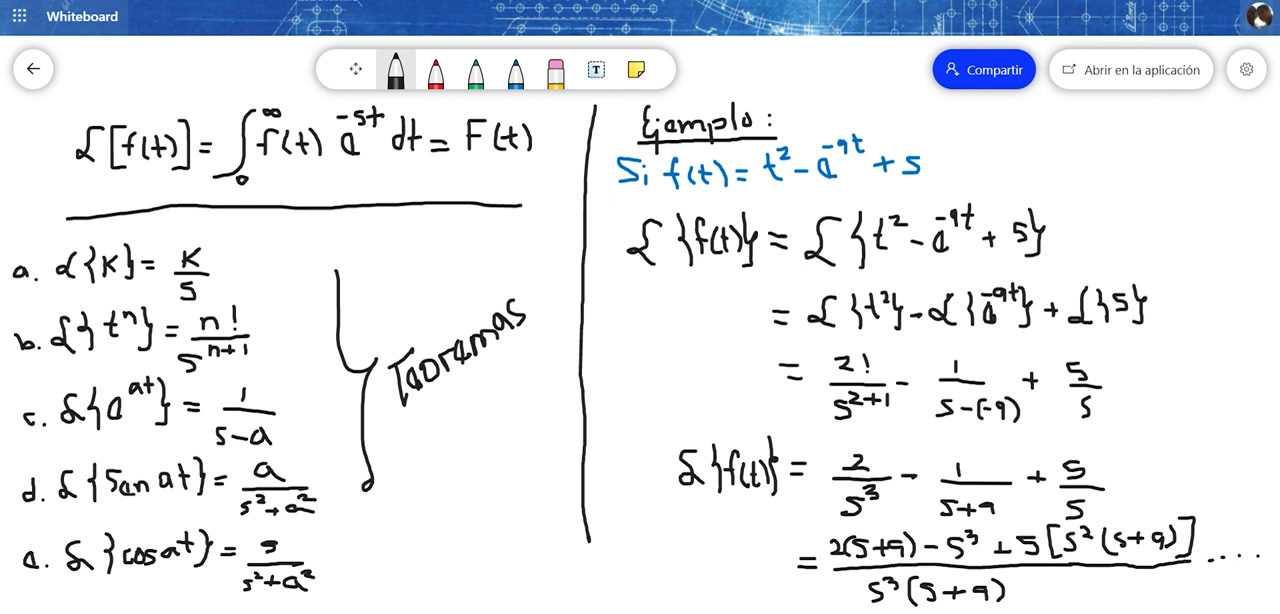 Whiteboard
Compartir
Abrir en la aplicación
ℒ[f(t)] = ∫₀^∞ f(t) e^{-st} dt = F(t)
a. ℒ{K} = K/s
b. ℒ{t^n} = n!/s^{n+1}
c. ℒ{e^{at}} = 1/(s-a)
d. ℒ{Sen at} = a/(s²+a²)
e. ℒ{cos at} = s/(s²+a²)
Teoremas
Ejemplo:
Si f(t) = t² - e^{-9t} + 5
ℒ{f(t)} = ℒ{t² - e^{-9t} + 5}
= ℒ{t²} - ℒ{e^{-9t}} + ℒ{5}
= 2!/s^{2+1} - 1/(s-(-9)) + 5/s
ℒ{f(t)} = 2/s³ - 1/(s+9) + 5/s
= (2(s+9) - s³ + 5[s²(s+9)])/(s³(s+9)) ....